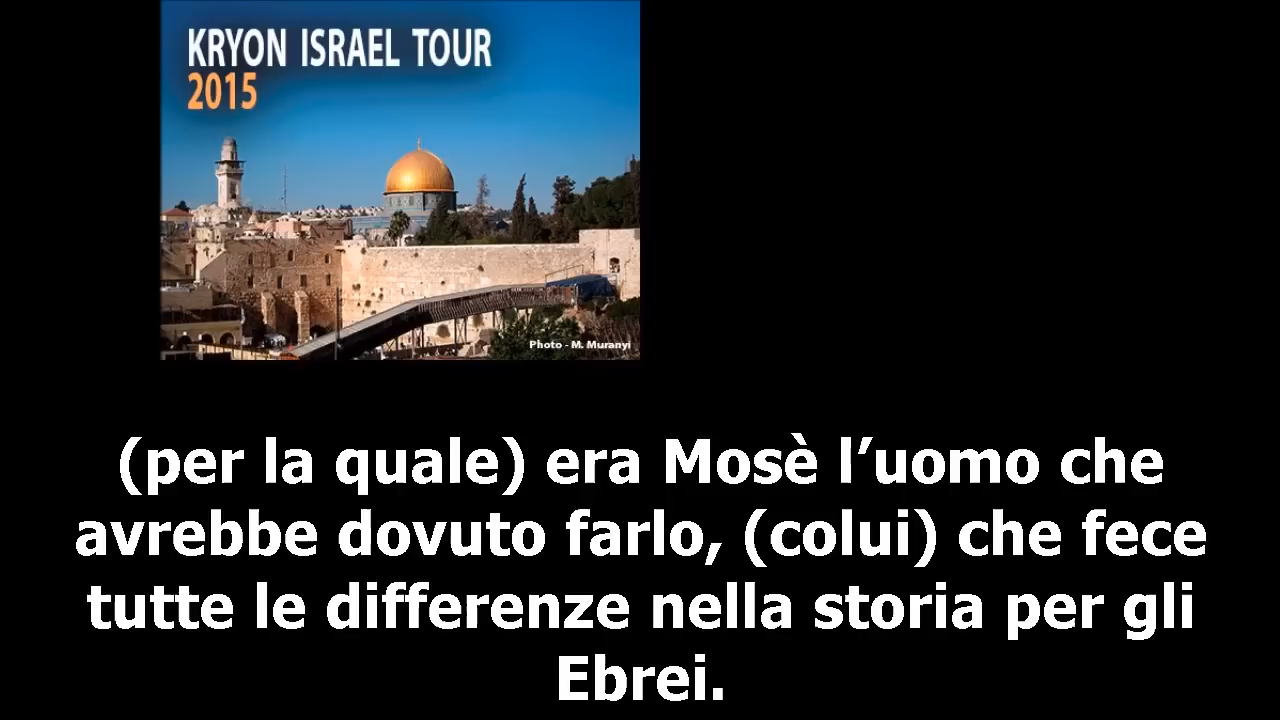 KRYON ISRAEL TOUR
2015
Photo - M. Muranyi
(per la quale) era Mosè l’uomo che
avrebbe dovuto farlo, (colui) che fece
tutte le differenze nella storia per gli
Ebrei.